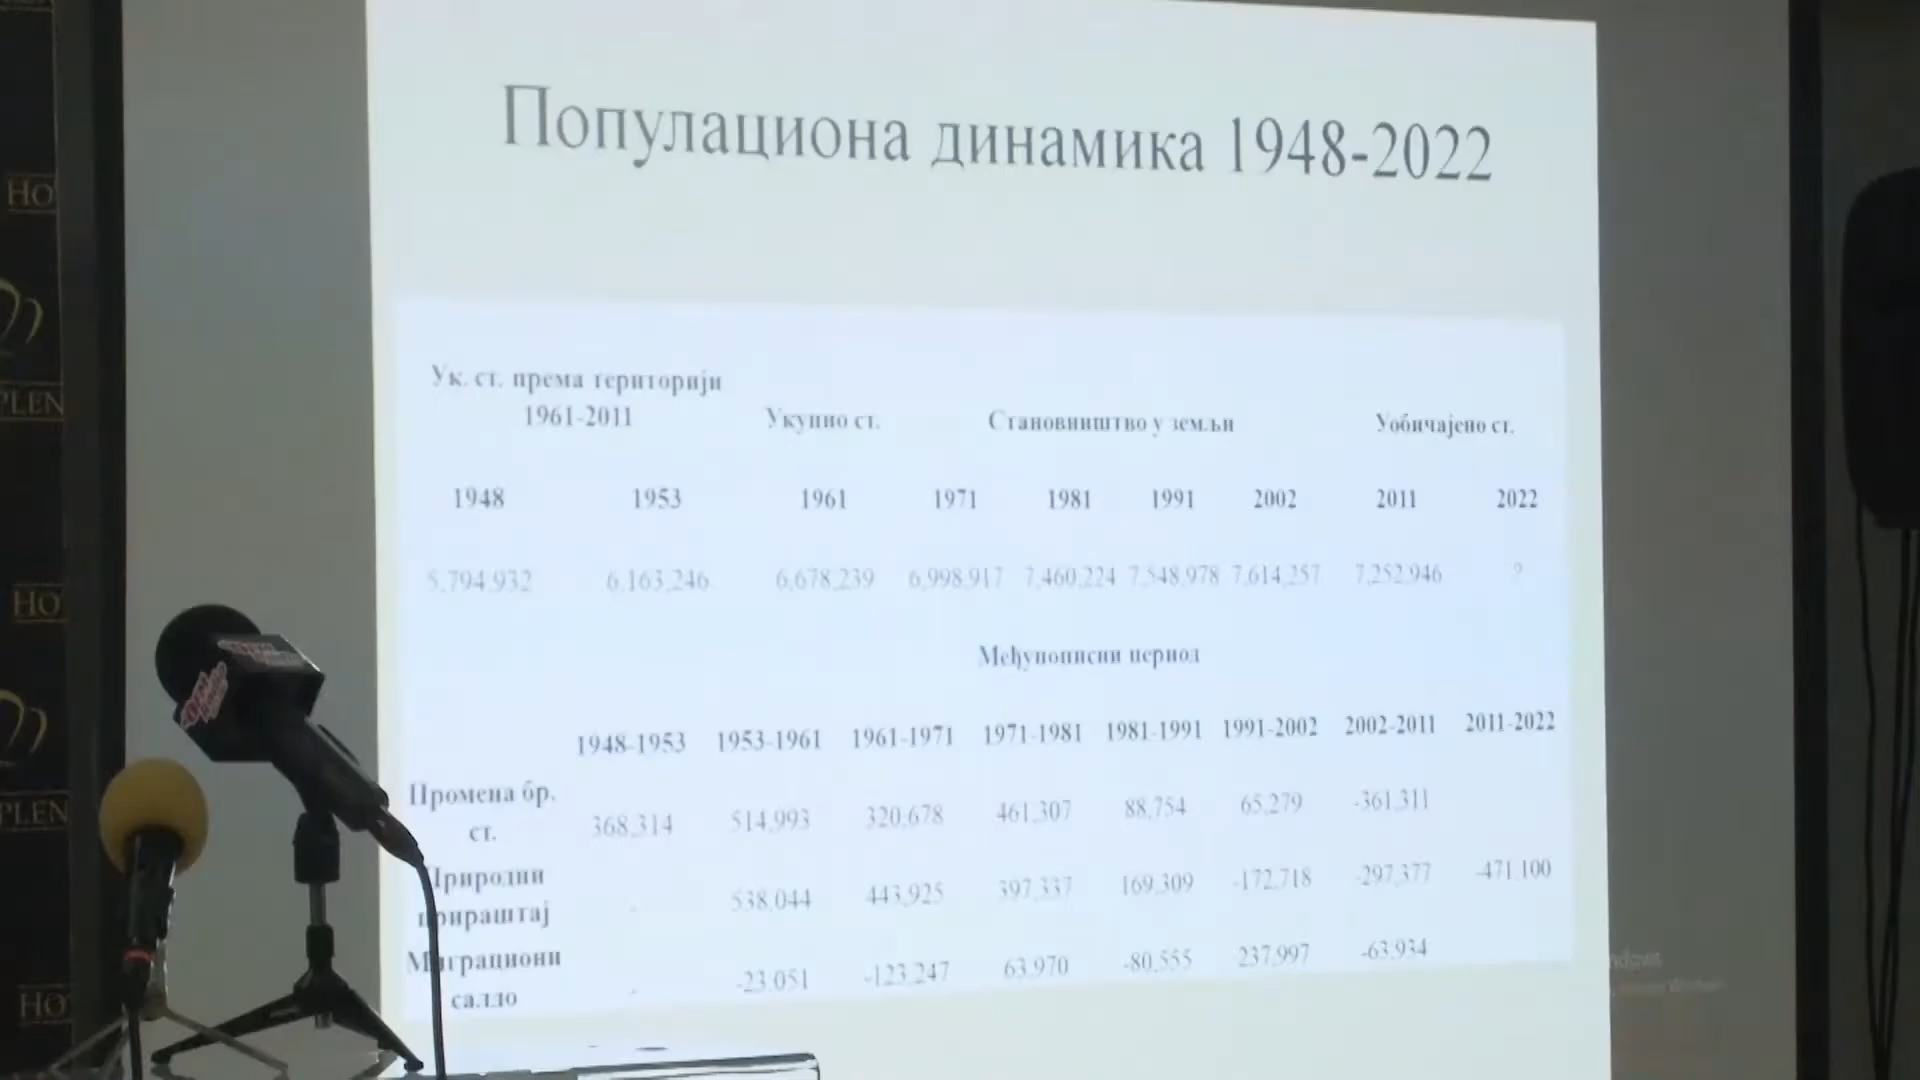 Популациона динамика 1948-2022
Ук. ст. према територији
1961-2011
Укупно ст.
Становништво у земљи
Уобичајено ст.
1948 1953 1961 1971 1981 1991 2002 2011 2022
5,794,932 6,163,246 6,678,239 6,998,917 7,460,224 7,548,978 7,614,257 7,252,946 ?
Међупописни период
1948-1953 1953-1961 1961-1971 1971-1981 1981-1991 1991-2002 2002-2011 2011-2022
Промена бр.
ст.
368,314 514,993 320,678 461,307 88,754 65,279 -361,311
Природни
прираштај
- 538,044 443,925 397,337 169,309 -172,718 -297,377 -471,100
Миграциони
салдо
- -23,051 -123,247 63,970 -80,555 237,997 -63,934
HO
PLEN
HO
PLEN
HO